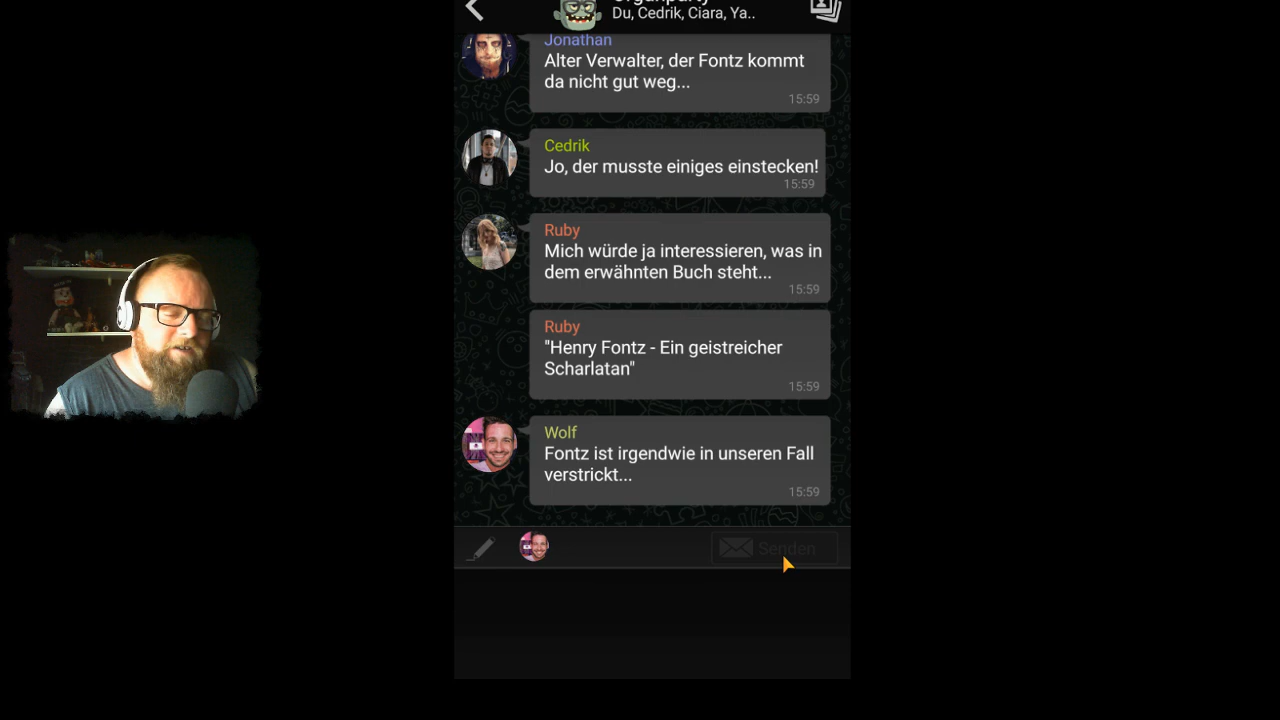 Du, Cedrik, Ciara, Ya..
Jonathan
Alter Verwalter, der Fontz kommt
da nicht gut weg...
15:59
Cedrik
Jo, der musste einiges einstecken!
15:59
Ruby
Mich würde ja interessieren, was in
dem erwähnten Buch steht...
15:59
Ruby
"Henry Fontz - Ein geistreicher
Scharlatan"
15:59
Wolf
Fontz ist irgendwie in unseren Fall
verstrickt...
15:59
Senden